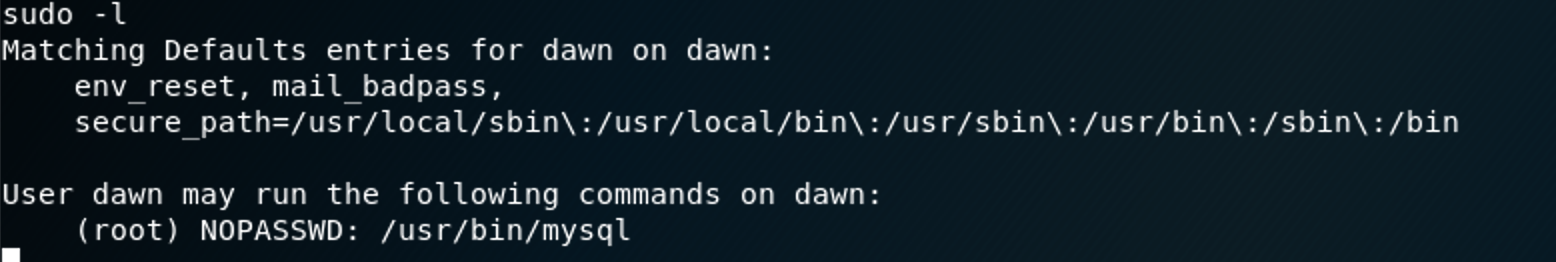 sudo -l
Matching Defaults entries for dawn on dawn:
    env_reset, mail_badpass,
    secure_path=/usr/local/sbin\:/usr/local/bin\:/usr/sbin\:/usr/bin\:/sbin\:/bin
User dawn may run the following commands on dawn:
    (root) NOPASSWD: /usr/bin/mysql